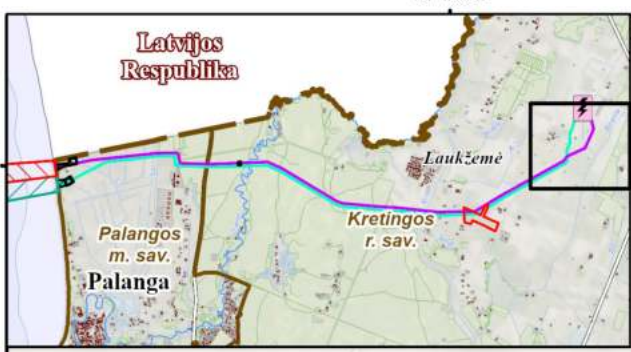 Latvijos
Respublika
Laukžemė
Kretingos
r. sav.
Palangos
m. sav.
Palanga